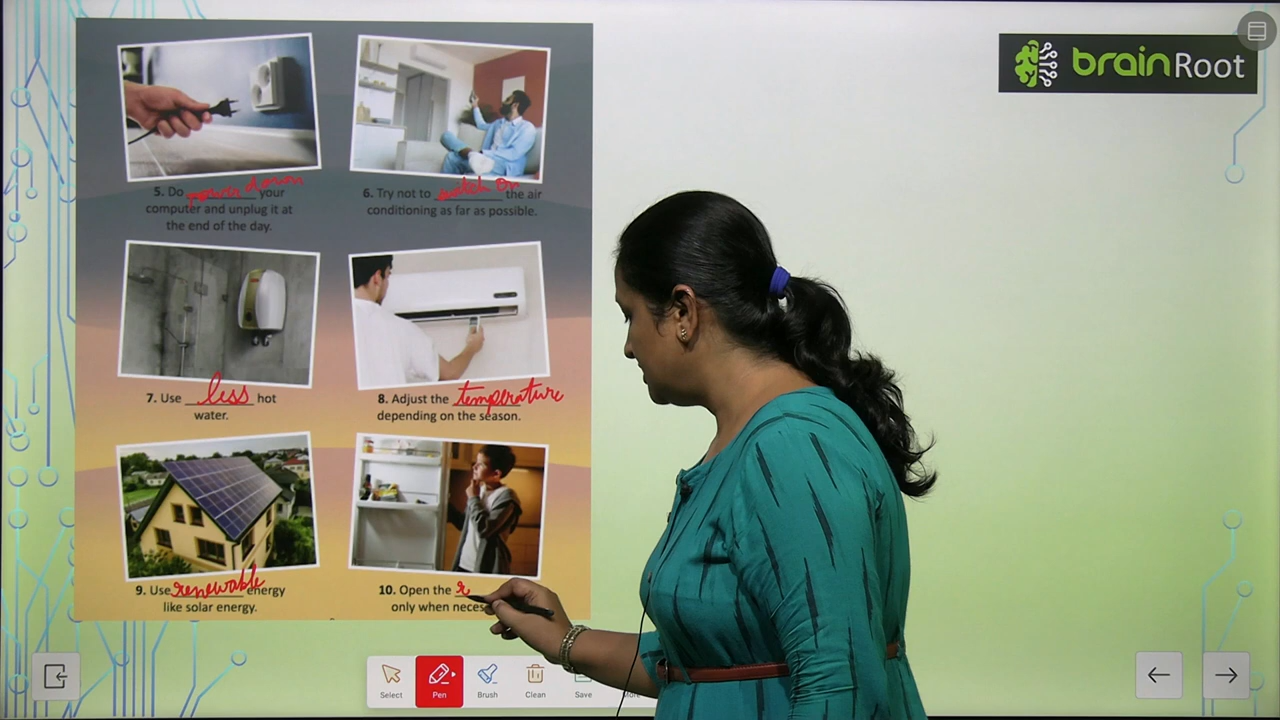 brainRoot
5. Do power down your
computer and unplug it at
the end of the day.
6. Try not to switch on the air
conditioning as far as possible.
7. Use less hot
water.
8. Adjust the temperature
depending on the season.
9. Use renewable energy
like solar energy.
10. Open the r
only when neces
Select
Pen
Brush
Clean
Save